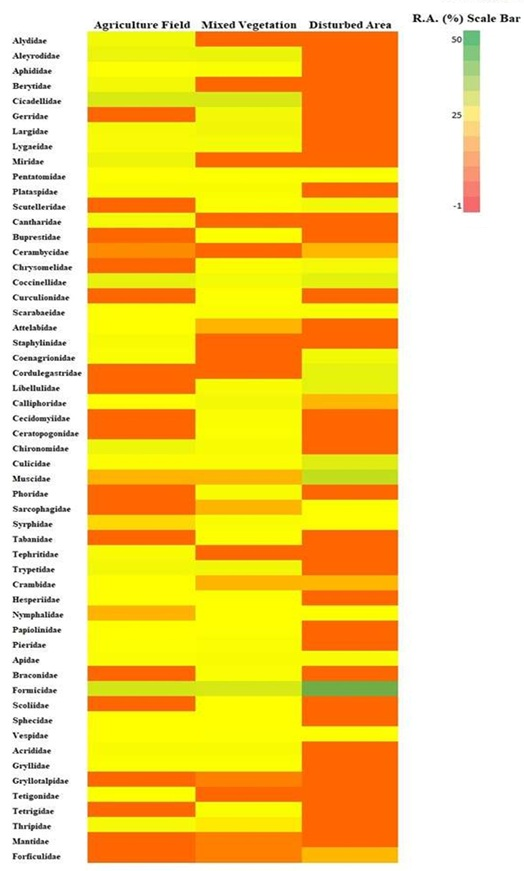 Agriculture Field Mixed Vegetation Disturbed Area
R.A. (%) Scale Bar
50
25
-1
Alydidae
Aleyrodidae
Aphididae
Berytidae
Cicadellidae
Gerridae
Largidae
Lygaeidae
Miridae
Pentatomidae
Plataspidae
Scutelleridae
Cantharidae
Buprestidae
Cerambycidae
Chrysomelidae
Coccinellidae
Curculionidae
Scarabaeidae
Attelabidae
Staphylinidae
Coenagrionidae
Cordulegastridae
Libellulidae
Calliphoridae
Cecidomyiidae
Ceratopogonidae
Chironomidae
Culicidae
Muscidae
Phoridae
Sarcophagidae
Syrphidae
Tabanidae
Tephritidae
Trypetidae
Crambidae
Hesperiidae
Nymphalidae
Papiolinidae
Pieridae
Apidae
Braconidae
Formicidae
Scoliidae
Sphecidae
Vespidae
Acrididae
Gryllidae
Gryllotalpidae
Tetigonidae
Tetrigidae
Thripidae
Mantidae
Forficulidae